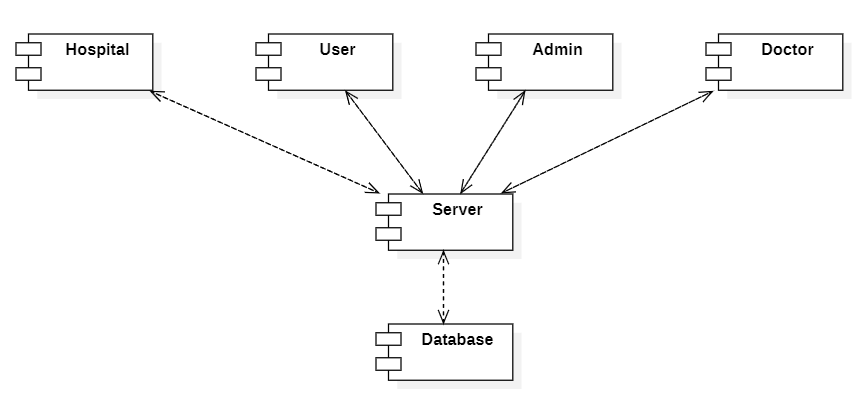 Hospital
User
Admin
Doctor
Server
Database